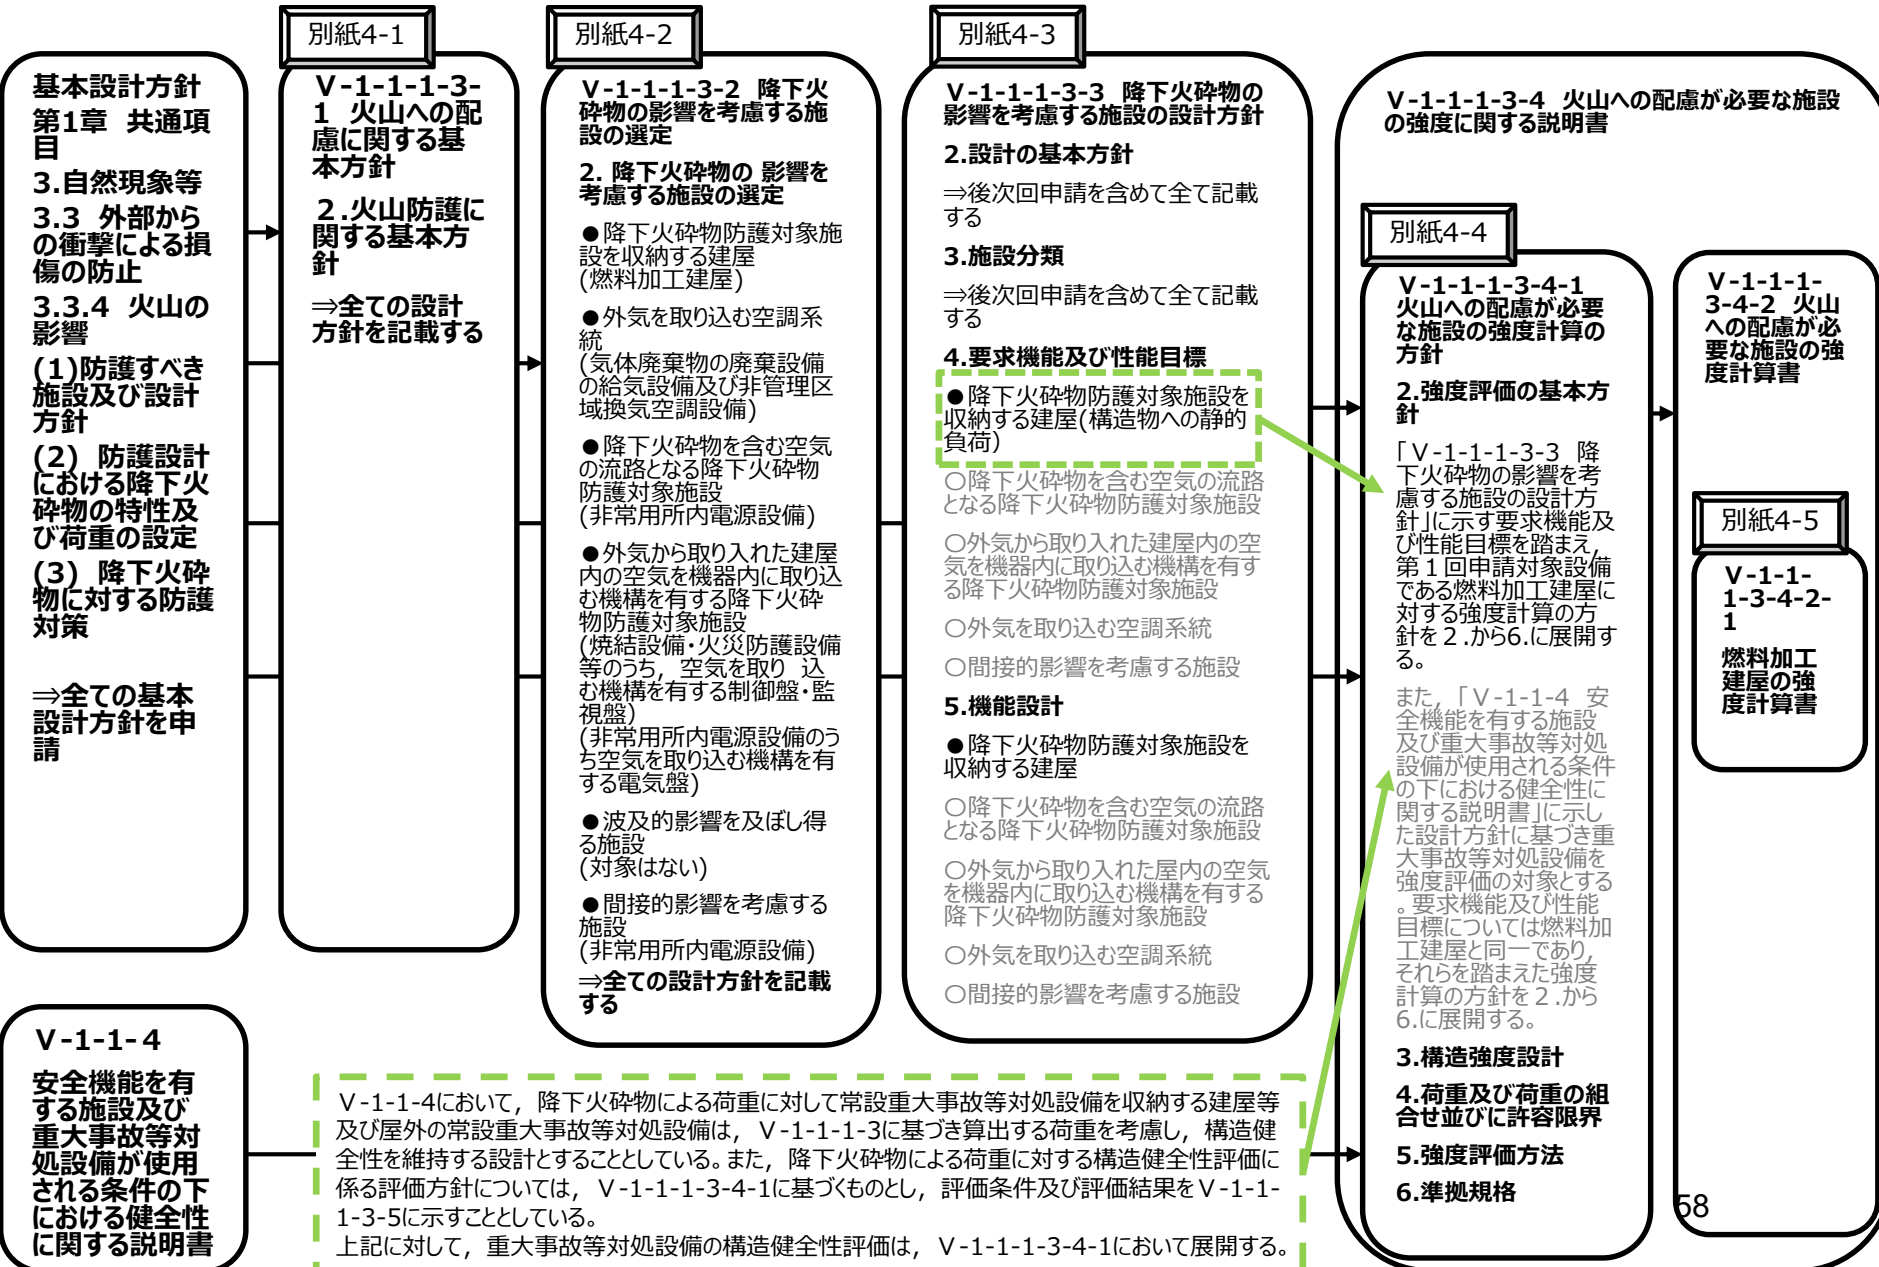 基本設計方針
第1章 共通項
目
3.自然現象等
3.3 外部から
の衝撃による損
傷の防止
3.3.4 火山の
影響
(1)防護すべき
施設及び設計
方針
(2) 防護設計
における降下火
砕物の特性及
び荷重の設定
(3) 降下火砕
物に対する防護
対策
⇒全ての基本
設計方針を申
請
別紙4-1
Ⅴ-1-1-1-3-
1 火山への配
慮に関する基
本方針
２.火山防護に
関する基本方
針
⇒全ての設計
方針を記載する
別紙4-2
Ⅴ-1-1-1-3-2 降下火
砕物の影響を考慮する施
設の選定
2. 降下火砕物の 影響を
考慮する施設の選定
●降下火砕物防護対象施
設を収納する建屋
(燃料加工建屋)
●外気を取り込む空調系
統
(気体廃棄物の廃棄設備
の給気設備及び非管理区
域換気空調設備)
●降下火砕物を含む空気
の流路となる降下火砕物
防護対象施設
(非常用所内電源設備)
●外気から取り入れた建屋
内の空気を機器内に取り込
む機構を有する降下火砕
物防護対象施設
(焼結設備・火災防護設備
等のうち，空気を取り 込
む機構を有する制御盤・監
視盤)
(非常用所内電源設備のう
ち空気を取り込む機構を有
する電気盤)
●波及的影響を及ぼし得
る施設
(対象はない)
●間接的影響を考慮する
施設
(非常用所内電源設備)
⇒全ての設計方針を記載
する
別紙4-3
Ⅴ-1-1-1-3-3 降下火砕物の
影響を考慮する施設の設計方針
2.設計の基本方針
⇒後次回申請を含めて全て記載
する
3.施設分類
⇒後次回申請を含めて全て記載
する
4.要求機能及び性能目標
●降下火砕物防護対象施設を
収納する建屋(構造物への静的
負荷)
○降下火砕物を含む空気の流路
となる降下火砕物防護対象施設
○外気から取り入れた建屋内の空
気を機器内に取り込む機構を有す
る降下火砕物防護対象施設
○外気を取り込む空調系統
○間接的影響を考慮する施設
5.機能設計
●降下火砕物防護対象施設を
収納する建屋
○降下火砕物を含む空気の流路
となる降下火砕物防護対象施設
○外気から取り入れた屋内の空気
を機器内に取り込む機構を有する
降下火砕物防護対象施設
○外気を取り込む空調系統
○間接的影響を考慮する施設
Ⅴ-1-1-1-3-4 火山への配慮が必要な施設
の強度に関する説明書
別紙4-4
Ⅴ-1-1-1-3-4-1
火山への配慮が必要
な施設の強度計算の
方針
2.強度評価の基本方
針
「Ⅴ-1-1-1-3-3 降
下火砕物の影響を考
慮する施設の設計方
針」に示す要求機能及
び性能目標を踏まえ，
第１回申請対象設備
である燃料加工建屋に
対する強度計算の方
針を２.から6.に展開す
る。
また，「Ⅴ-1-1-4 安
全機能を有する施設
及び重大事故等対処
設備が使用される条件
の下における健全性に
関する説明書」に示し
た設計方針に基づき重
大事故等対処設備を
強度評価の対象とする
。要求機能及び性能
目標については燃料加
工建屋と同一であり，
それらを踏まえた強度
計算の方針を２.から
6.に展開する。
3.構造強度設計
4.荷重及び荷重の組
合せ並びに許容限界
5.強度評価方法
6.準拠規格
Ⅴ-1-1-1-
3-4-2 火山
への配慮が必
要な施設の強
度計算書
別紙4-5
Ⅴ-1-1-
1-3-4-2-
1
燃料加工
建屋の強
度計算書
Ⅴ-1-1-４
安全機能を有
する施設及び
重大事故等対
処設備が使用
される条件の下
における健全性
に関する説明書
Ⅴ-1-1-4において，降下火砕物による荷重に対して常設重大事故等対処設備を収納する建屋等
及び屋外の常設重大事故等対処設備は，Ⅴ-1-1-1-3に基づき算出する荷重を考慮し，構造健
全性を維持する設計とすることとしている。また，降下火砕物による荷重に対する構造健全性評価に
係る評価方針については，Ⅴ-1-1-1-3-4-1に基づくものとし，評価条件及び評価結果をⅤ-1-1-
1-3-5に示すこととしている。
上記に対して，重大事故等対処設備の構造健全性評価は，Ⅴ-1-1-1-3-4-1において展開する。
58